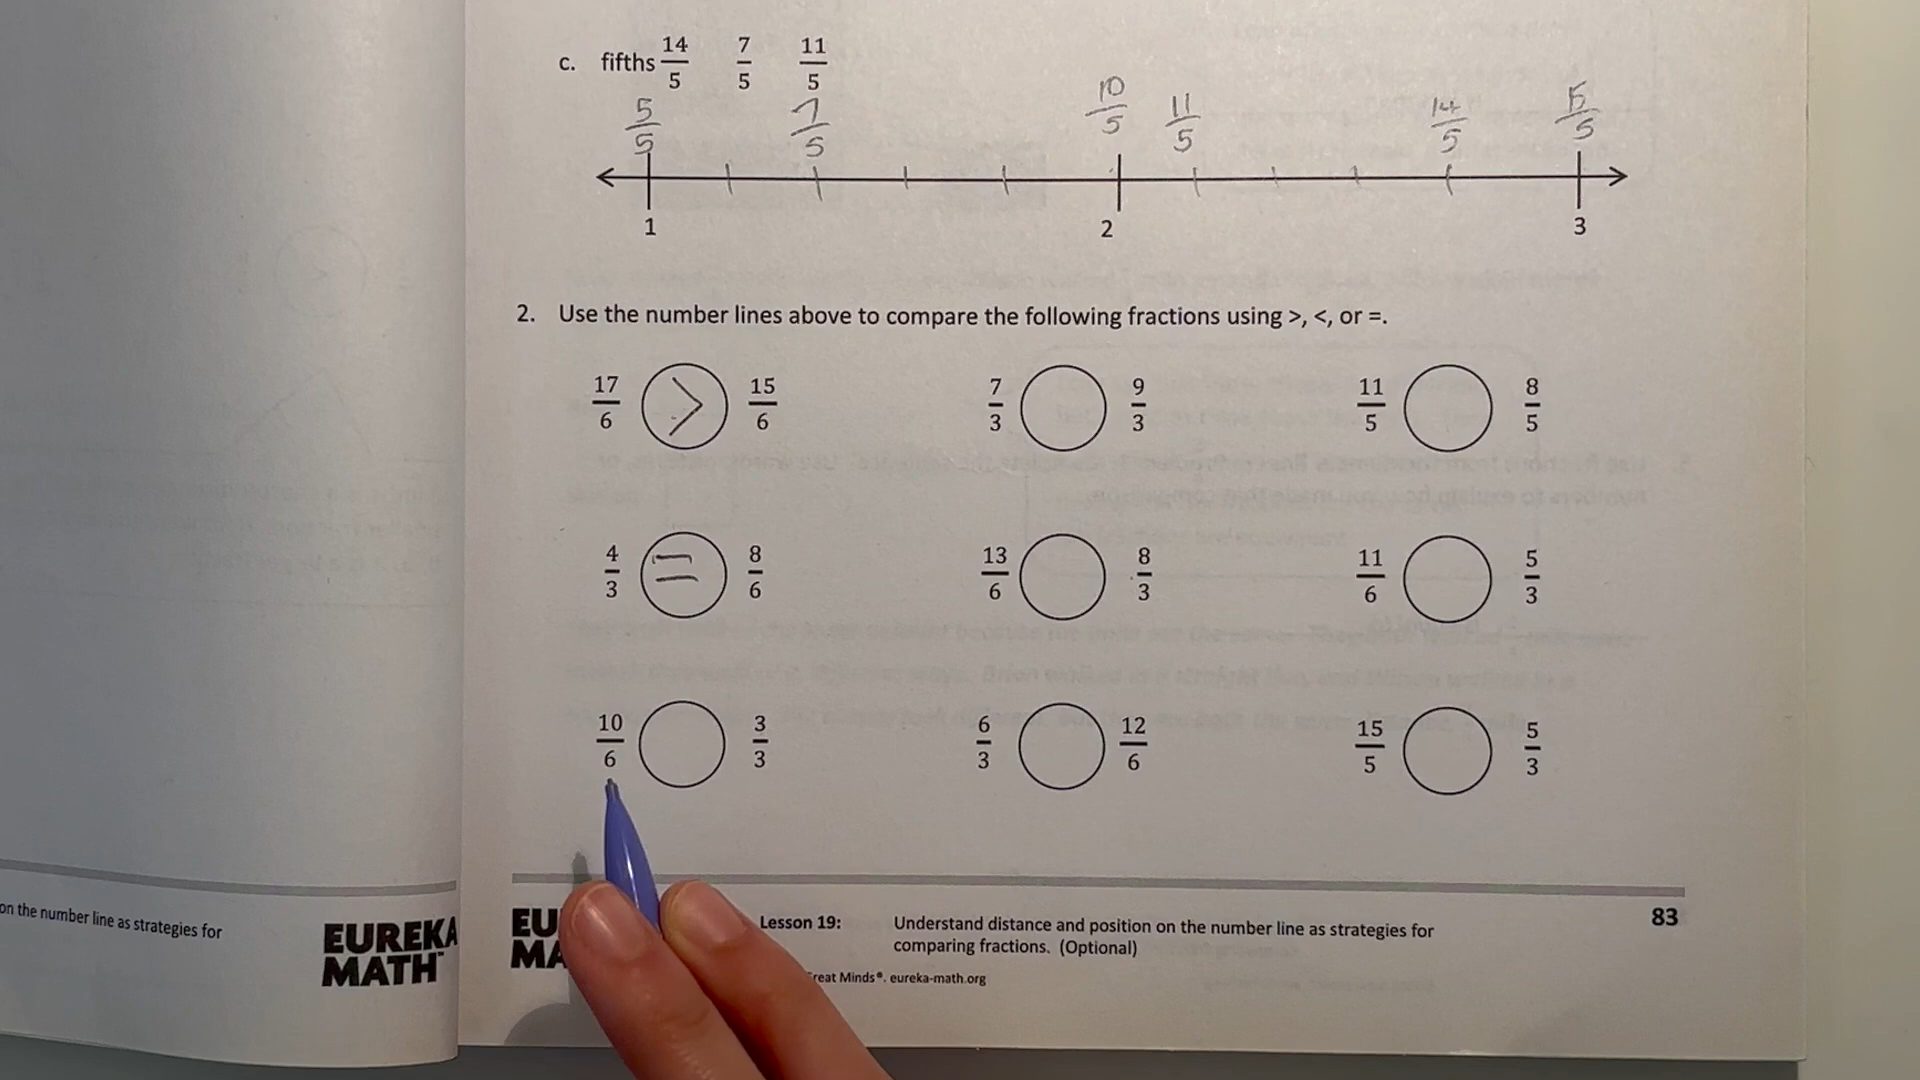 c. fifths 14/5 7/5 11/5
5/5 7/5 10/5 11/5 14/5 15/5
1 2 3
2. Use the number lines above to compare the following fractions using >, <, or =.
17/6 > 15/6 7/3 9/3 11/5 8/5
4/3 = 8/6 13/6 8/3 11/6 5/3
10/6 3/3 6/3 12/6 15/5 5/3
on the number line as strategies for
EUREKA
MATH™
EU
MA
Lesson 19: Understand distance and position on the number line as strategies for
comparing fractions. (Optional)
83
Great Minds®. eureka-math.org